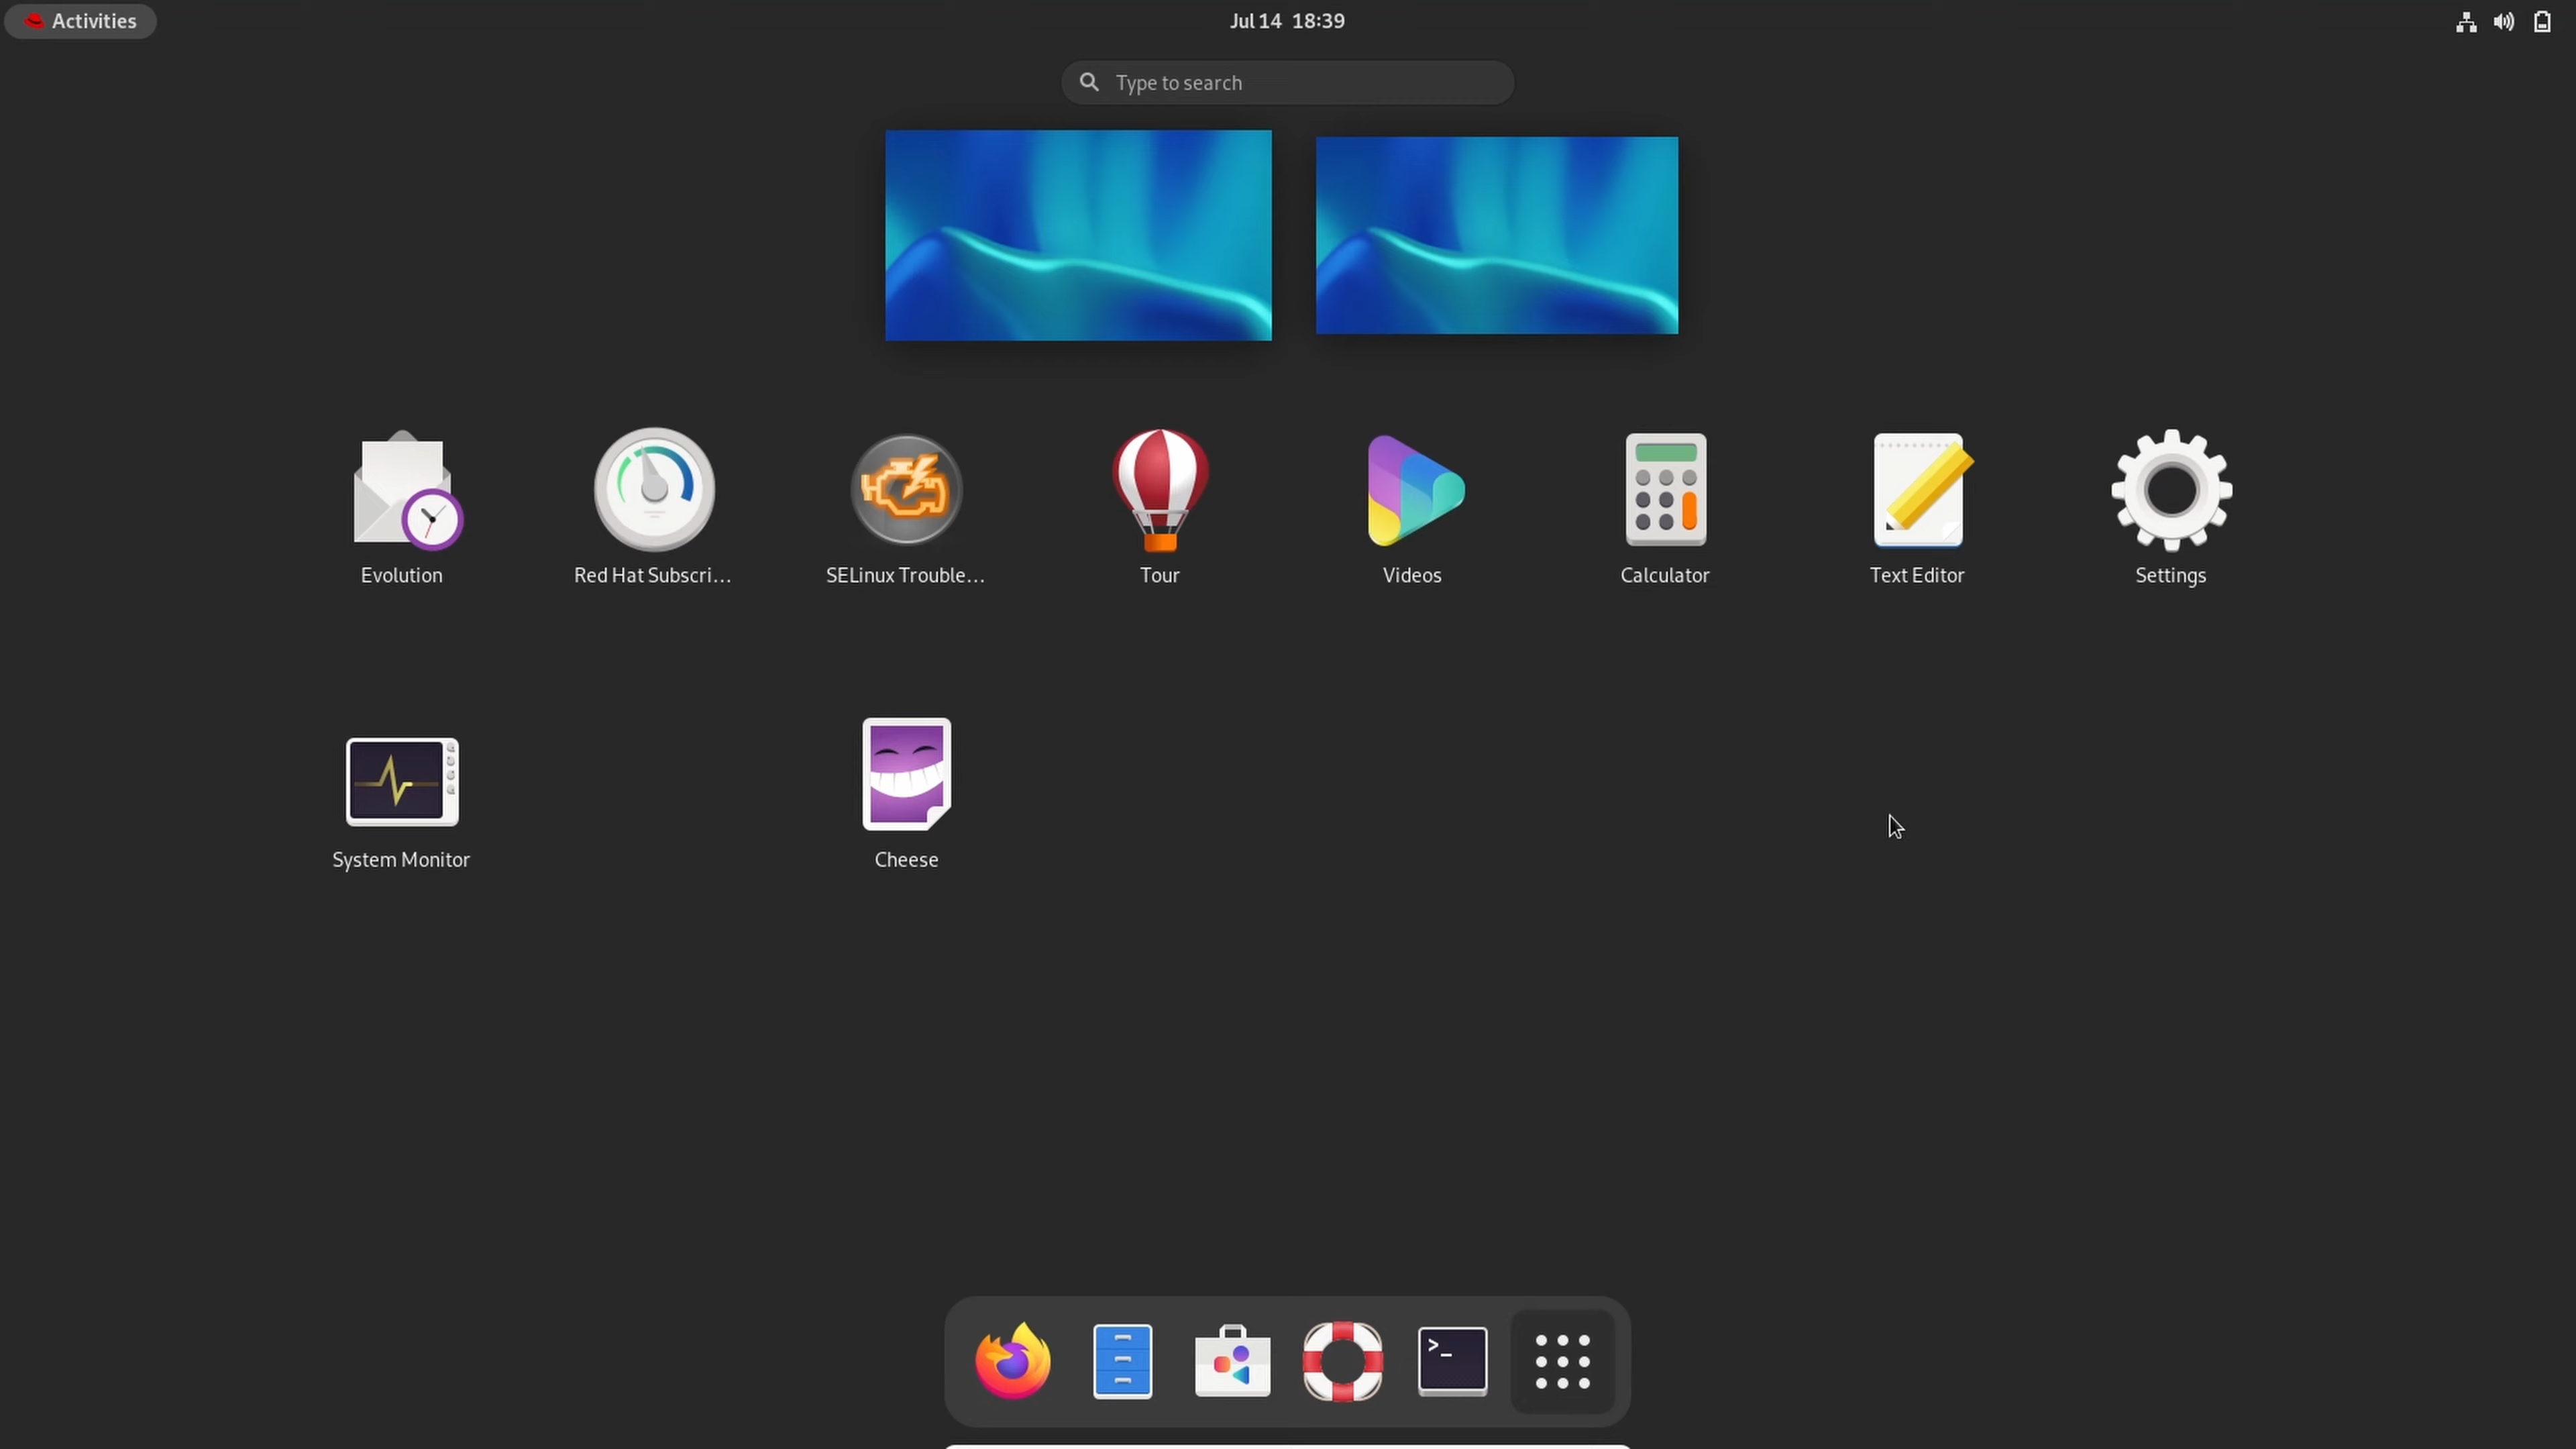 Activities
Jul 14 18:39
Type to search
Evolution
Red Hat Subscri...
SELinux Trouble...
Tour
Videos
Calculator
Text Editor
Settings
System Monitor
Cheese
>_